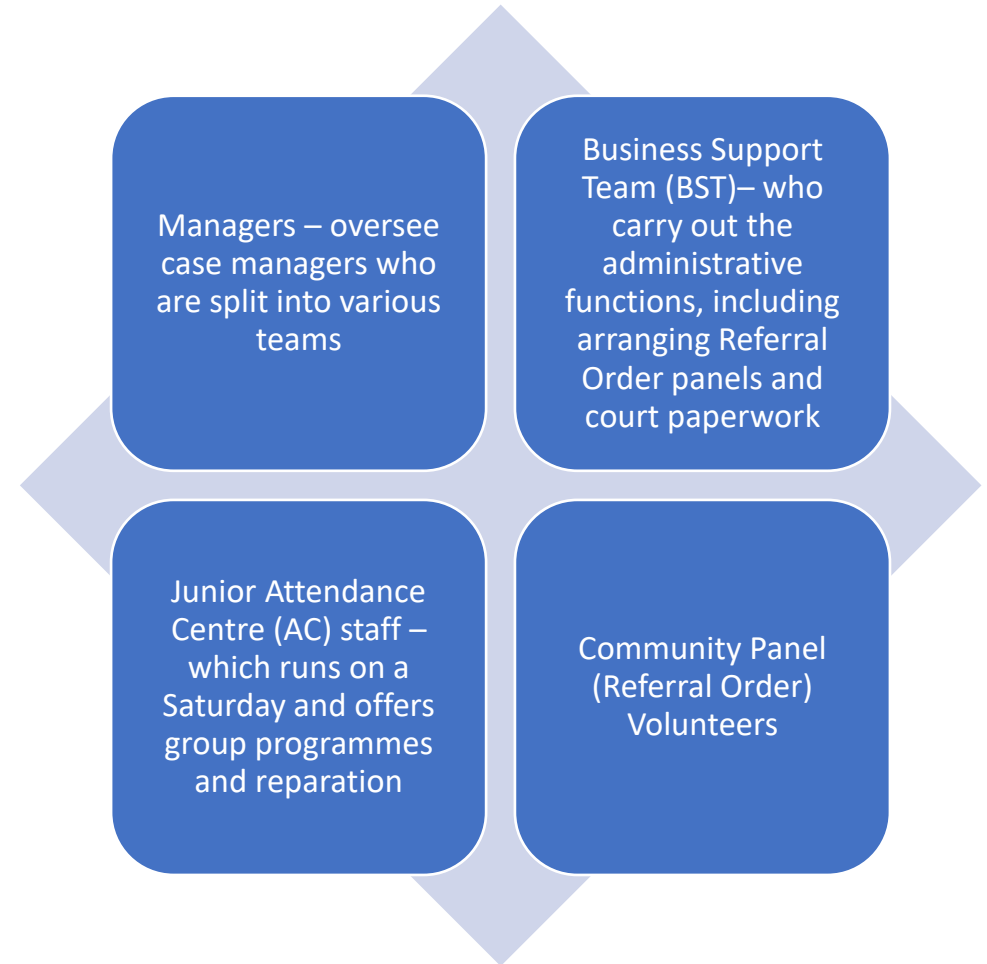 Managers – oversee
case managers who
are split into various
teams
Business Support
Team (BST)– who
carry out the
administrative
functions, including
arranging Referral
Order panels and
court paperwork
Junior Attendance
Centre (AC) staff –
which runs on a
Saturday and offers
group programmes
and reparation
Community Panel
(Referral Order)
Volunteers